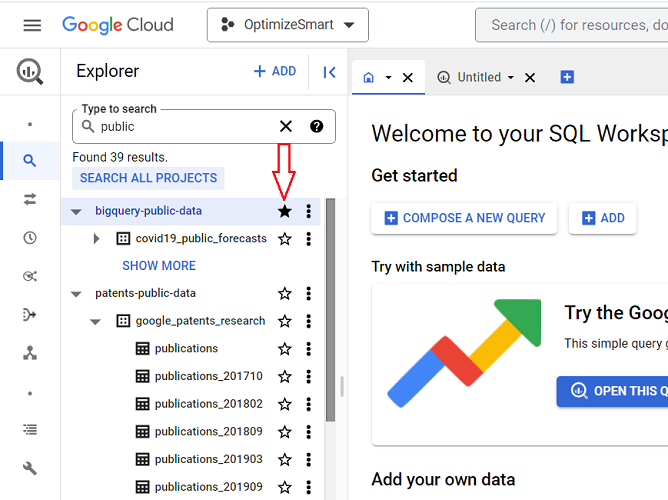 Google Cloud
OptimizeSmart
Search (/) for resources, do
Explorer
+ ADD
Untitled
Type to search
public
Found 39 results.
SEARCH ALL PROJECTS
bigquery-public-data
covid19_public_forecasts
SHOW MORE
patents-public-data
google_patents_research
publications
publications_201710
publications_201802
publications_201809
publications_201903
publications_201909
Welcome to your SQL Worksp
Get started
COMPOSE A NEW QUERY
ADD
Try with sample data
Try the Goog
This simple query g
OPEN THIS Q
Add your own data